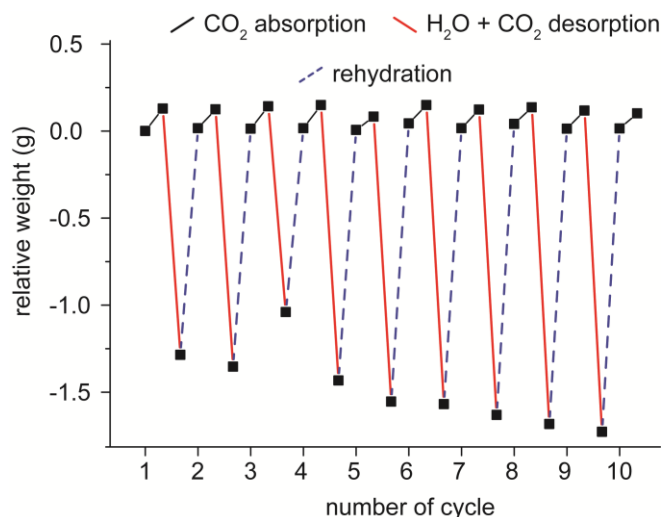 CO₂ absorption H₂O + CO₂ desorption
rehydration
relative weight (g)
0.5
0.0
-0.5
-1.0
-1.5
1 2 3 4 5 6 7 8 9 10
number of cycle